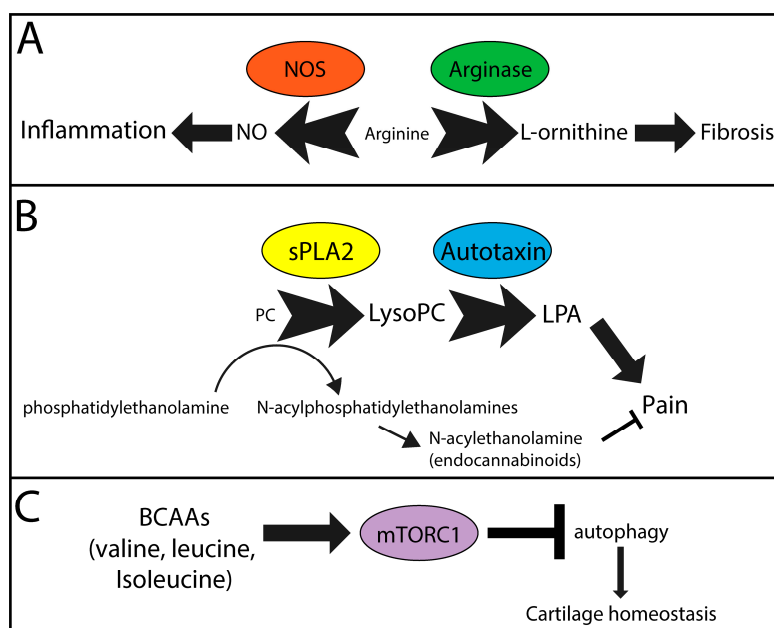 A
NOS
Arginase
Inflammation
NO
Arginine
L-ornithine
Fibrosis
B
sPLA2
Autotaxin
PC
LysoPC
LPA
Pain
phosphatidylethanolamine
N-acylphosphatidylethanolamines
N-acylethanolamine
(endocannabinoids)
C
BCAAs
(valine, leucine,
Isoleucine)
mTORC1
autophagy
Cartilage homeostasis